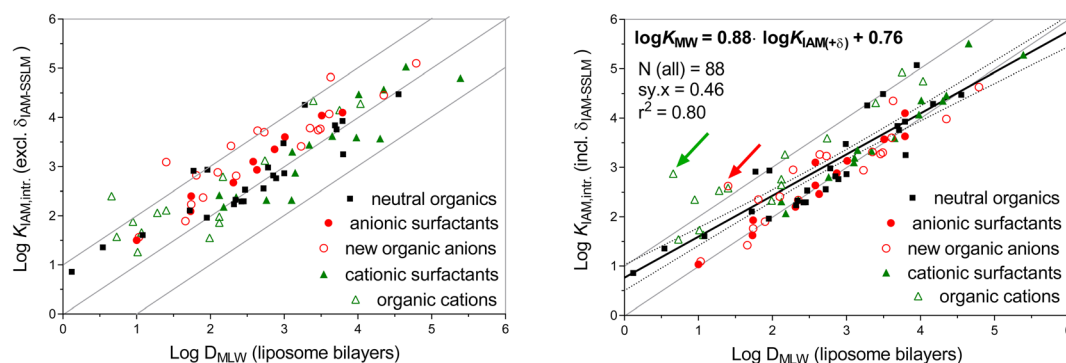 Log K_IAM,intr. (excl. δ_IAM-SSLM)
6
5
4
3
2
1
0
neutral organics
anionic surfactants
new organic anions
cationic surfactants
organic cations
0 1 2 3 4 5 6
Log D_MLW (liposome bilayers)
Log K_IAM,intr. (incl. δ_IAM-SSLM)
6
5
4
3
2
1
0
logK_MW = 0.88· logK_IAM(+δ) + 0.76
N (all) = 88
sy.x = 0.46
r² = 0.80
neutral organics
anionic surfactants
new organic anions
cationic surfactants
organic cations
0 1 2 3 4 5 6
Log D_MLW (liposome bilayers)